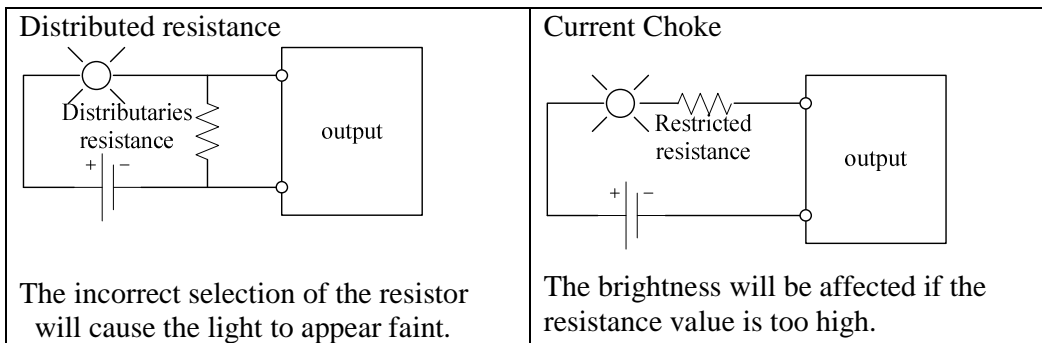 Distributed resistance
Distributaries
resistance
+ −
output
The incorrect selection of the resistor
will cause the light to appear faint.
Current Choke
Restricted
resistance
+ −
output
The brightness will be affected if the
resistance value is too high.